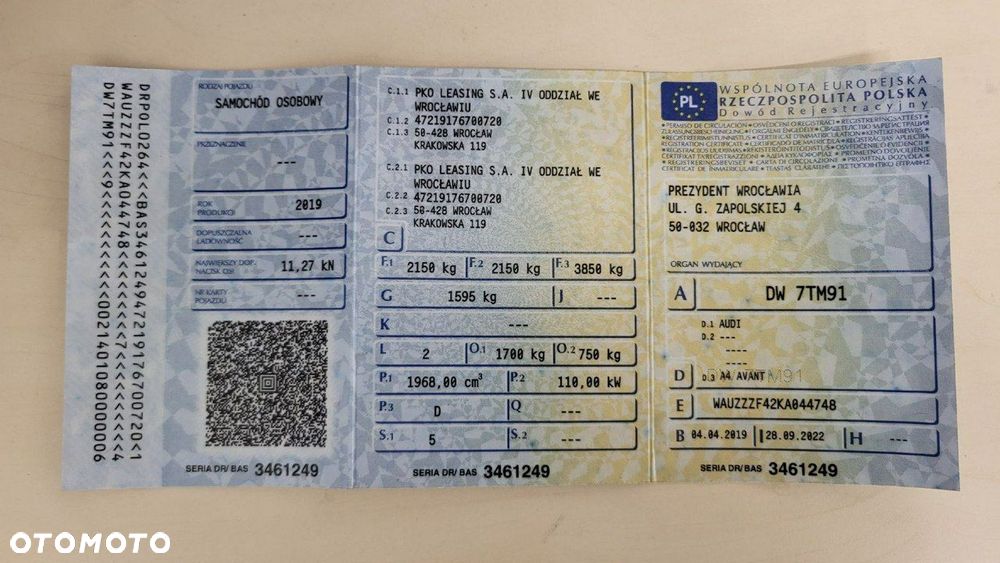 DRPOL0264<<<BAS34612494721917670072​0<1
DW7TM91<<9<<<<<<<<<<<<<0021401080000006
RODZAJ POJAZDU
SAMOCHÓD OSOBOWY
PRZEZNACZENIE
---
ROK PRODUKCJI
2019
DOPUSZCZALNA ŁADOWNOŚĆ
---
NAJWIĘKSZY DOP. NACISK OSI
11,27 kN
NR KARTY POJAZDU
---
SERIA DR/ BAS 3461249
C.1.1 PKO LEASING S.A. IV ODDZIAŁ WE
WROCŁAWIU
C.1.2 47219176700720
C.1.3 50-428 WROCŁAW
KRAKOWSKA 119
C.2.1 PKO LEASING S.A. IV ODDZIAŁ WE
WROCŁAWIU
C.2.2 47219176700720
C.2.3 50-428 WROCŁAW
KRAKOWSKA 119
C
F.1 2150 kg F.2 2150 kg F.3 3850 kg
G 1595 kg J ---
K ---
L 2 O.1 1700 kg O.2 750 kg
P.1 1968,00 cm³ P.2 110,00 kW
P.3 D Q ---
S.1 5 S.2 ---
SERIA DR/ BAS 3461249
PL
WSPÓLNOTA EUROPEJSKA
RZECZPOSPOLITA POLSKA
Dowód Rejestracyjny
PREZYDENT WROCŁAWIA
UL. G. ZAPOLSKIEJ 4
50-032 WROCŁAW
ORGAN WYDAJĄCY
A DW 7TM91
D.1 AUDI
D.2 ---
----
----
D D.3 A4 AVANT
E WAUZZZF42KA044748
B 04.04.2019 I 28.09.2022 H ---
SERIA DR/ BAS 3461249
OTOMOTO